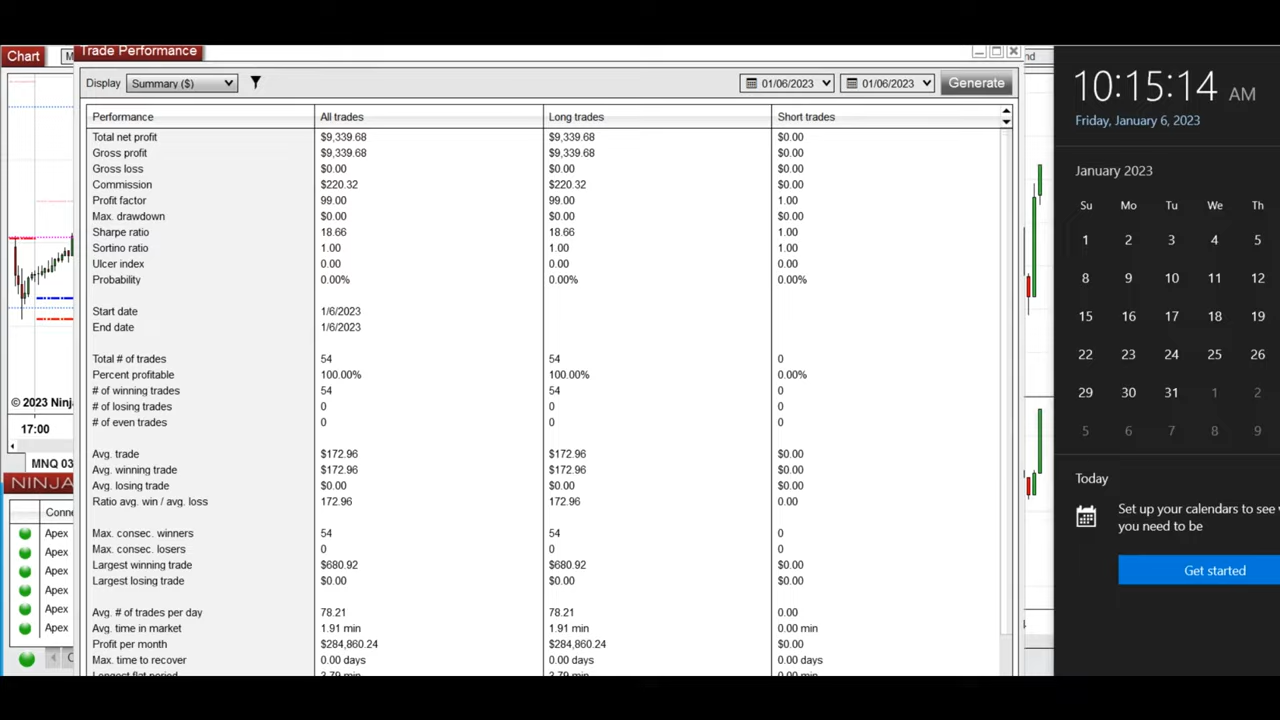 Chart
Trade Performance
Display Summary ($) 01/06/2023 01/06/2023 Generate
Performance All trades Long trades Short trades
Total net profit $9,339.68 $9,339.68 $0.00
Gross profit $9,339.68 $9,339.68 $0.00
Gross loss $0.00 $0.00 $0.00
Commission $220.32 $220.32 $0.00
Profit factor 99.00 99.00 1.00
Max. drawdown $0.00 $0.00 $0.00
Sharpe ratio 18.66 18.66 1.00
Sortino ratio 1.00 1.00 1.00
Ulcer index 0.00 0.00 0.00
Probability 0.00% 0.00% 0.00%
Start date 1/6/2023
End date 1/6/2023
Total # of trades 54 54 0
Percent profitable 100.00% 100.00% 0.00%
# of winning trades 54 54 0
# of losing trades 0 0 0
# of even trades 0 0 0
Avg. trade $172.96 $172.96 $0.00
Avg. winning trade $172.96 $172.96 $0.00
Avg. losing trade $0.00 $0.00 $0.00
Ratio avg. win / avg. loss 172.96 172.96 0.00
Max. consec. winners 54 54 0
Max. consec. losers 0 0 0
Largest winning trade $680.92 $680.92 $0.00
Largest losing trade $0.00 $0.00 $0.00
Avg. # of trades per day 78.21 78.21 0.00
Avg. time in market 1.91 min 1.91 min 0.00 min
Profit per month $284,860.24 $284,860.24 $0.00
Max. time to recover 0.00 days 0.00 days 0.00 days
Longest flat period 3.79 min 3.79 min 0.00 min
© 2023 Ninja
17:00
MNQ 03
NINJA
Conne
Apex
Apex
Apex
Apex
Apex
Apex
10:15:14 AM
Friday, January 6, 2023
January 2023
Su Mo Tu We Th
1 2 3 4 5
8 9 10 11 12
15 16 17 18 19
22 23 24 25 26
29 30 31 1 2
5 6 7 8 9
Today
Set up your calendars to see
you need to be
Get started